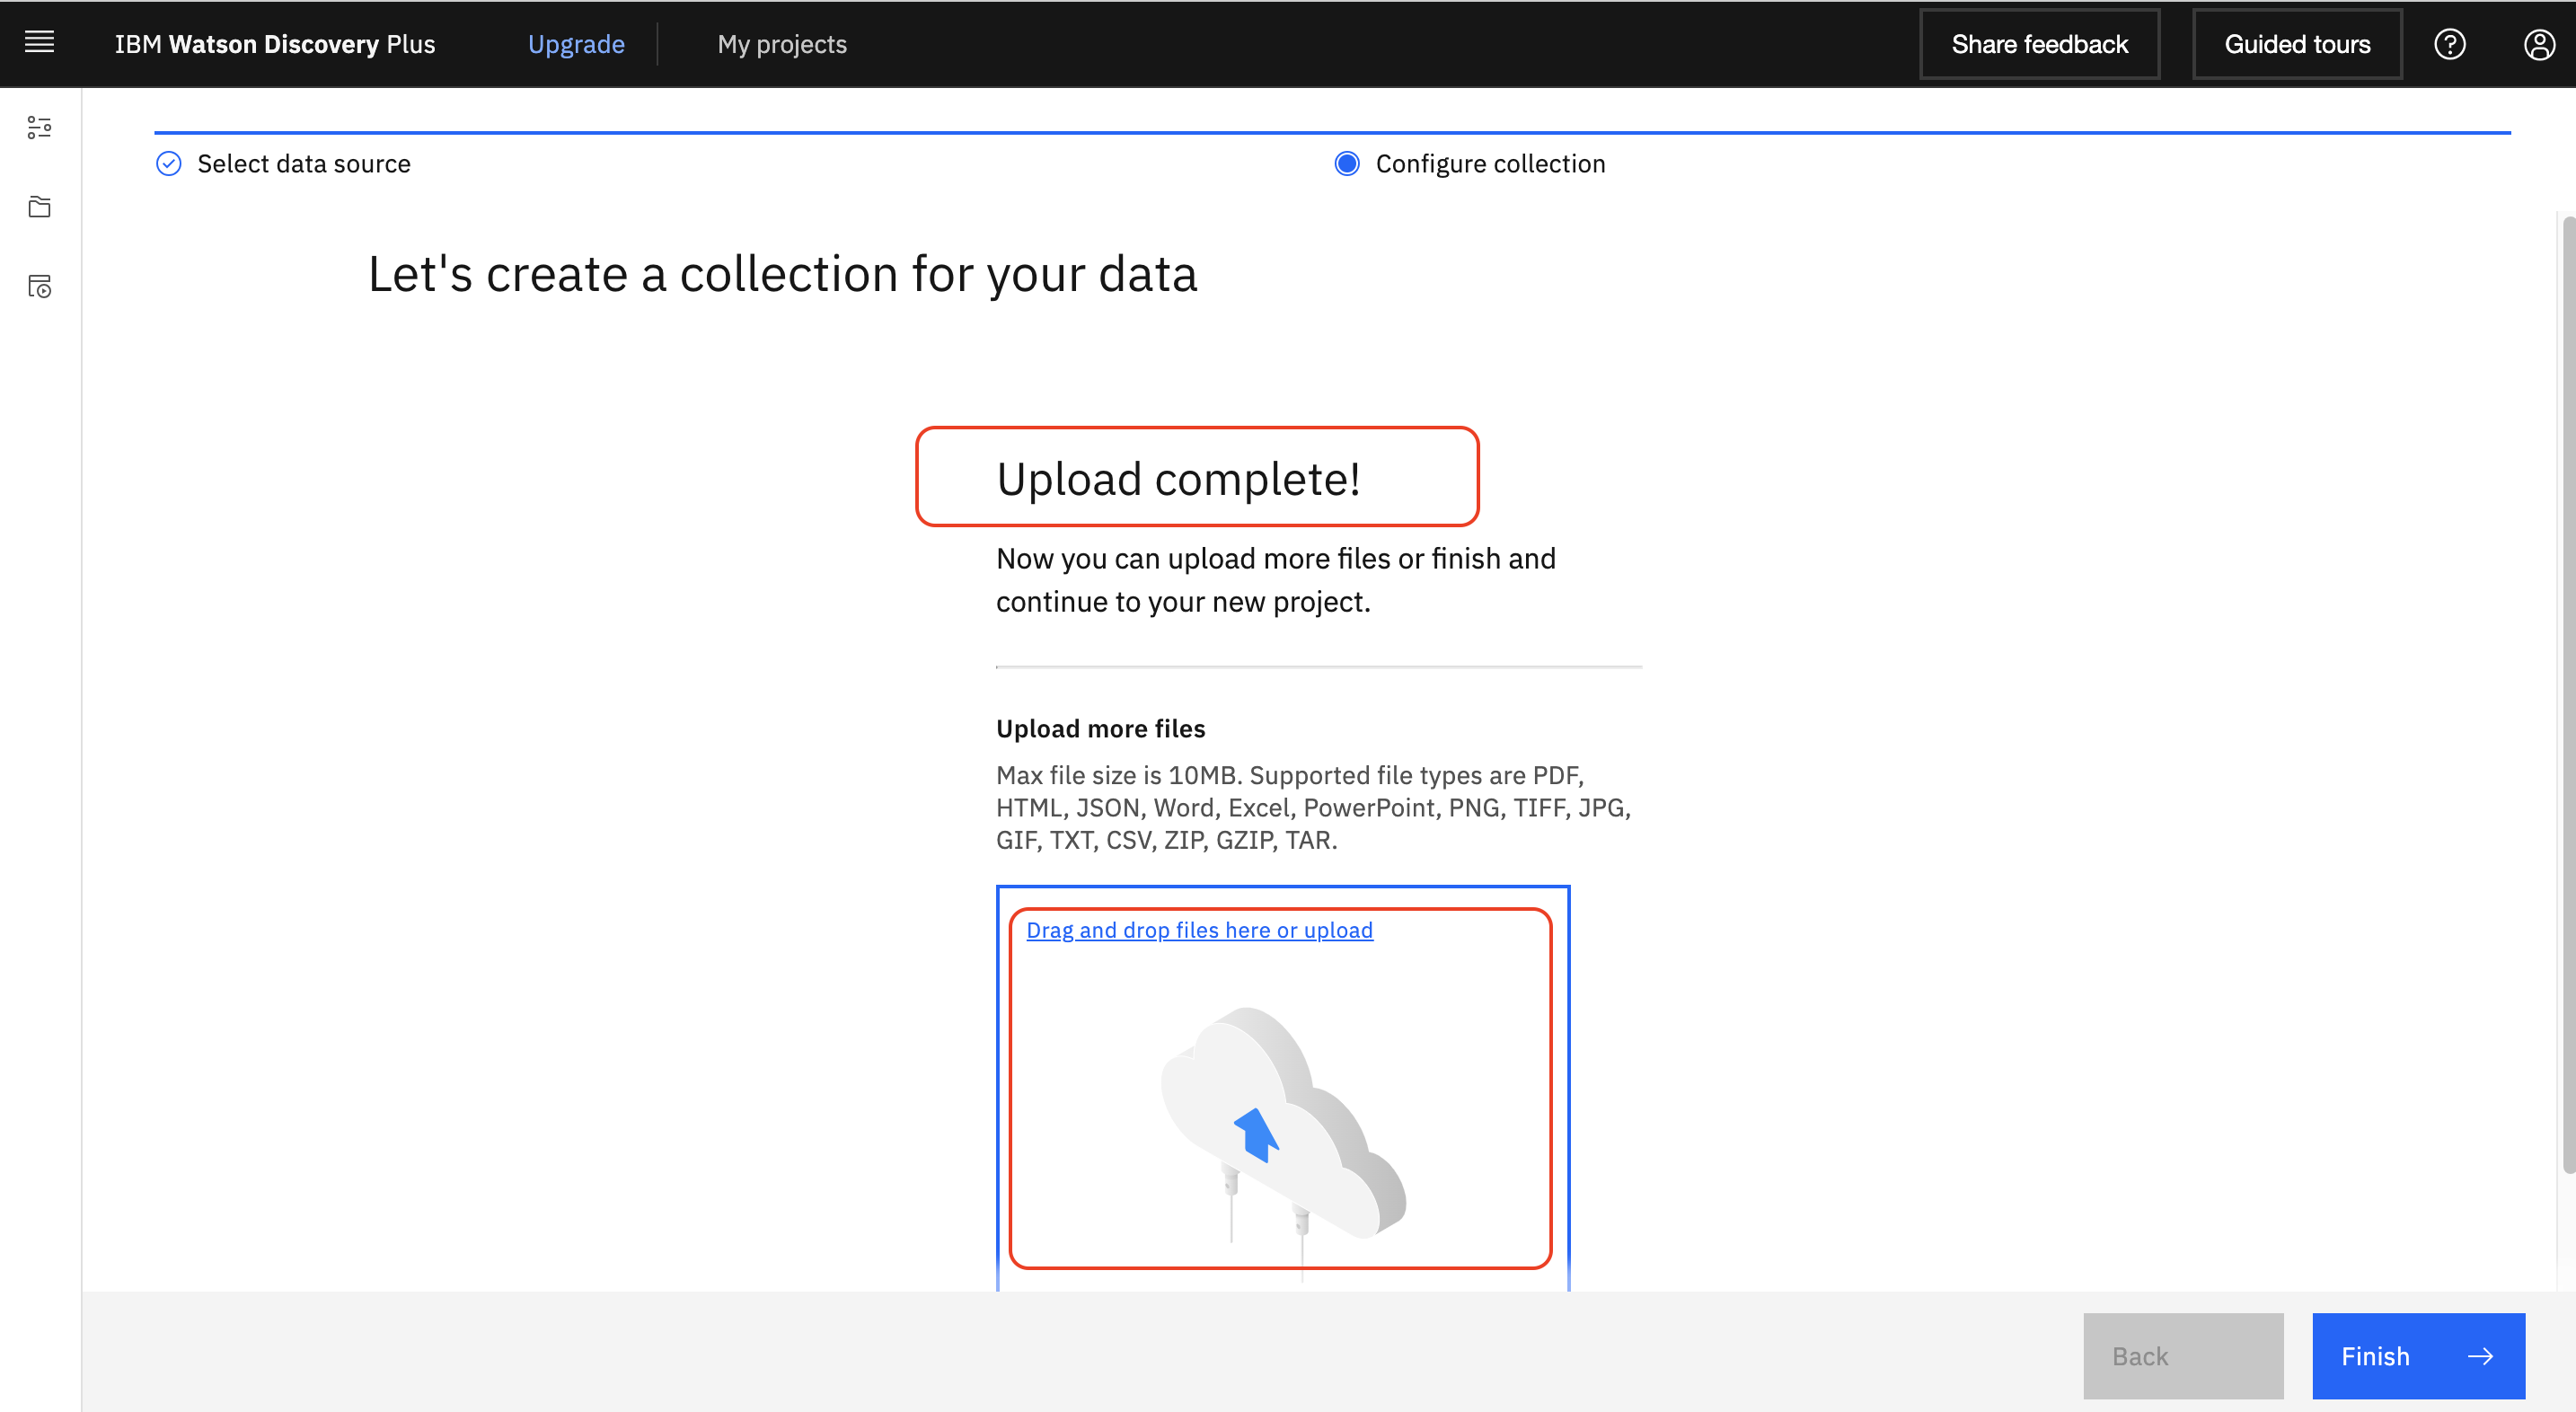 IBM Watson Discovery Plus
Upgrade
My projects
Share feedback
Guided tours
Select data source
Configure collection
Let's create a collection for your data
Upload complete!
Now you can upload more files or finish and
continue to your new project.
Upload more files
Max file size is 10MB. Supported file types are PDF,
HTML, JSON, Word, Excel, PowerPoint, PNG, TIFF, JPG,
GIF, TXT, CSV, ZIP, GZIP, TAR.
Drag and drop files here or upload
Back
Finish